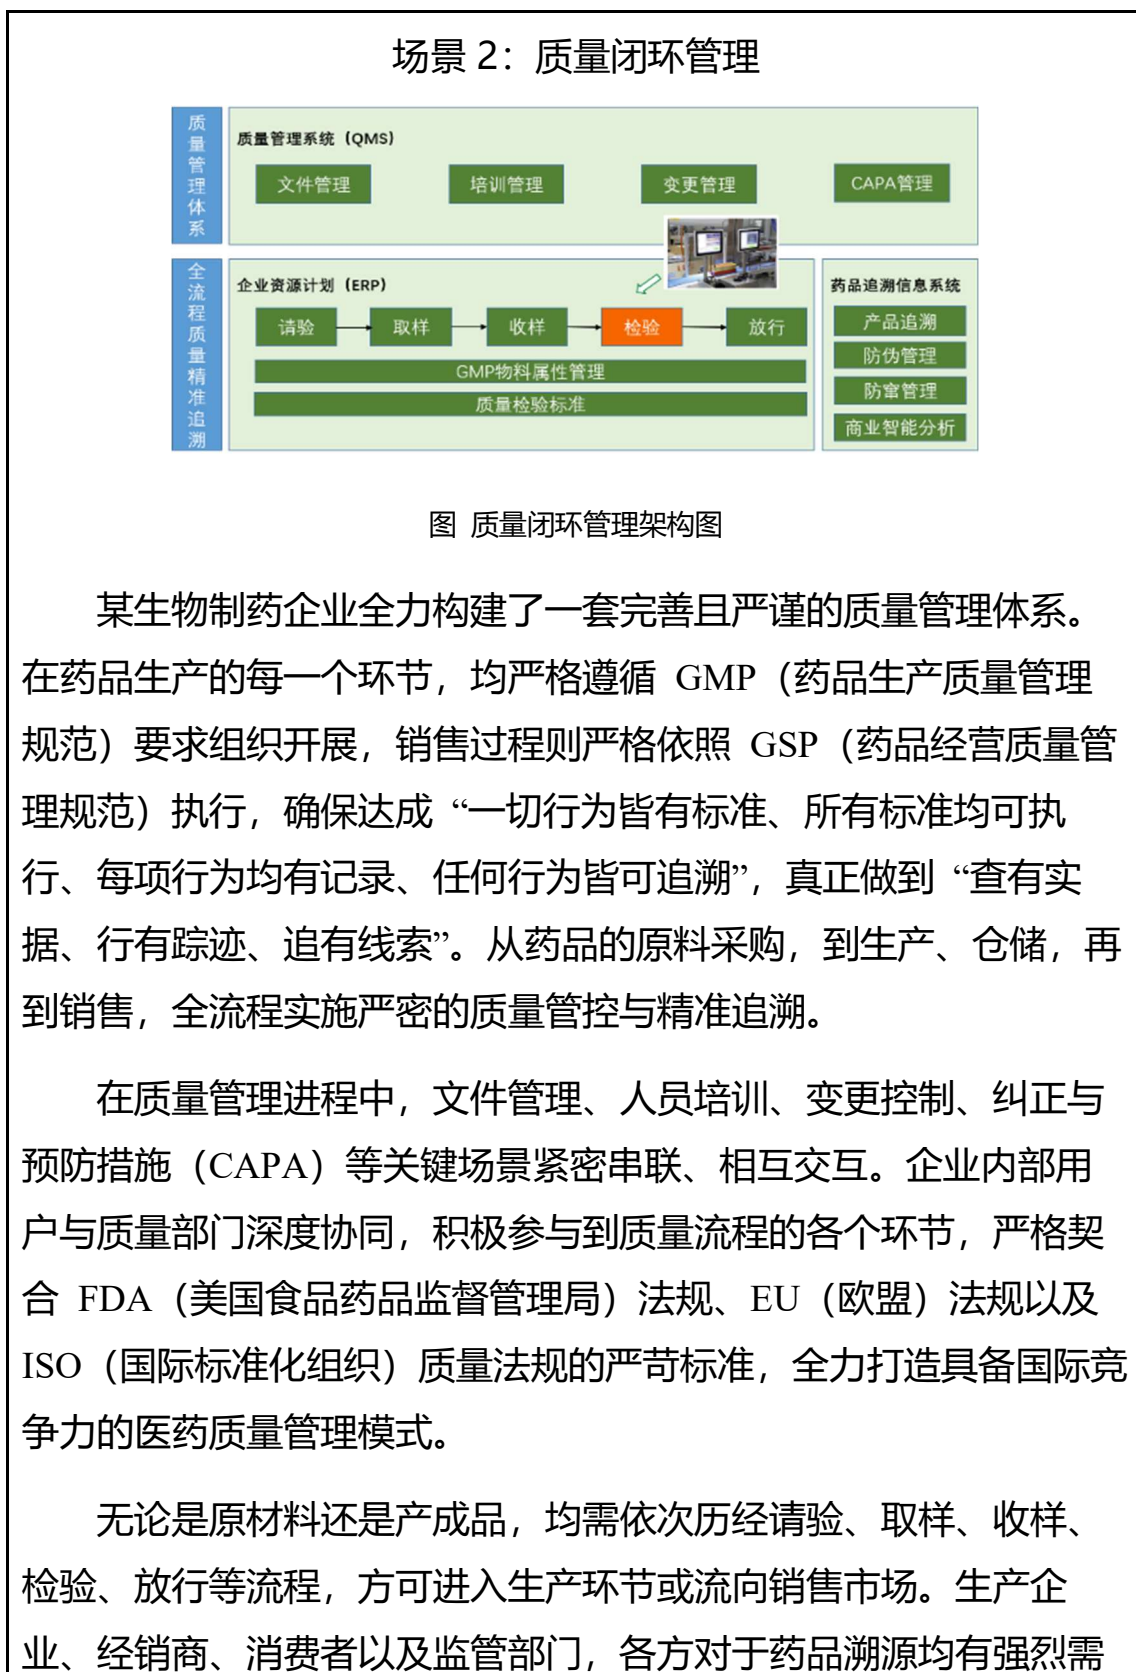 场景 2：质量闭环管理
质量管理体系
质量管理系统（QMS）
文件管理 培训管理 变更管理 CAPA管理
全流程质量精准追溯
企业资源计划（ERP）
请验 取样 收样 检验 放行
GMP物料属性管理
质量检验标准
药品追溯信息系统
产品追溯
防伪管理
防窜管理
商业智能分析
图 质量闭环管理架构图
某生物制药企业全力构建了一套完善且严谨的质量管理体系。
在药品生产的每一个环节，均严格遵循 GMP（药品生产质量管理
规范）要求组织开展，销售过程则严格依照 GSP（药品经营质量管
理规范）执行，确保达成 “一切行为皆有标准、所有标准均可执
行、每项行为均有记录、任何行为皆可追溯”，真正做到 “查有实
据、行有踪迹、追有线索”。从药品的原料采购，到生产、仓储，再
到销售，全流程实施严密的质量管控与精准追溯。
在质量管理进程中，文件管理、人员培训、变更控制、纠正与
预防措施（CAPA）等关键场景紧密串联、相互交互。企业内部用
户与质量部门深度协同，积极参与到质量流程的各个环节，严格契
合 FDA（美国食品药品监督管理局）法规、EU（欧盟）法规以及
ISO（国际标准化组织）质量法规的严苛标准，全力打造具备国际竞
争力的医药质量管理模式。
无论是原材料还是产成品，均需依次历经请验、取样、收样、
检验、放行等流程，方可进入生产环节或流向销售市场。生产企
业、经销商、消费者以及监管部门，各方对于药品溯源均有强烈需